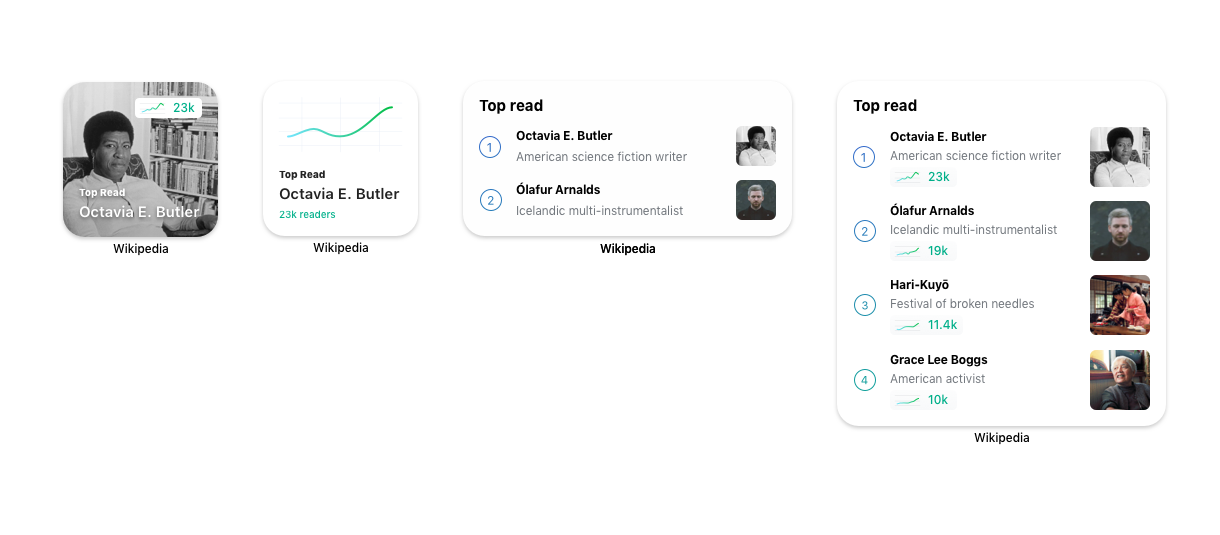 23k
Top Read
Octavia E. Butler
Wikipedia
Top Read
Octavia E. Butler
23k readers
Wikipedia
Top read
1
Octavia E. Butler
American science fiction writer
2
Ólafur Arnalds
Icelandic multi-instrumentalist
Wikipedia
Top read
1
Octavia E. Butler
American science fiction writer
23k
2
Ólafur Arnalds
Icelandic multi-instrumentalist
19k
3
Hari-Kuyō
Festival of broken needles
11.4k
4
Grace Lee Boggs
American activist
10k
Wikipedia